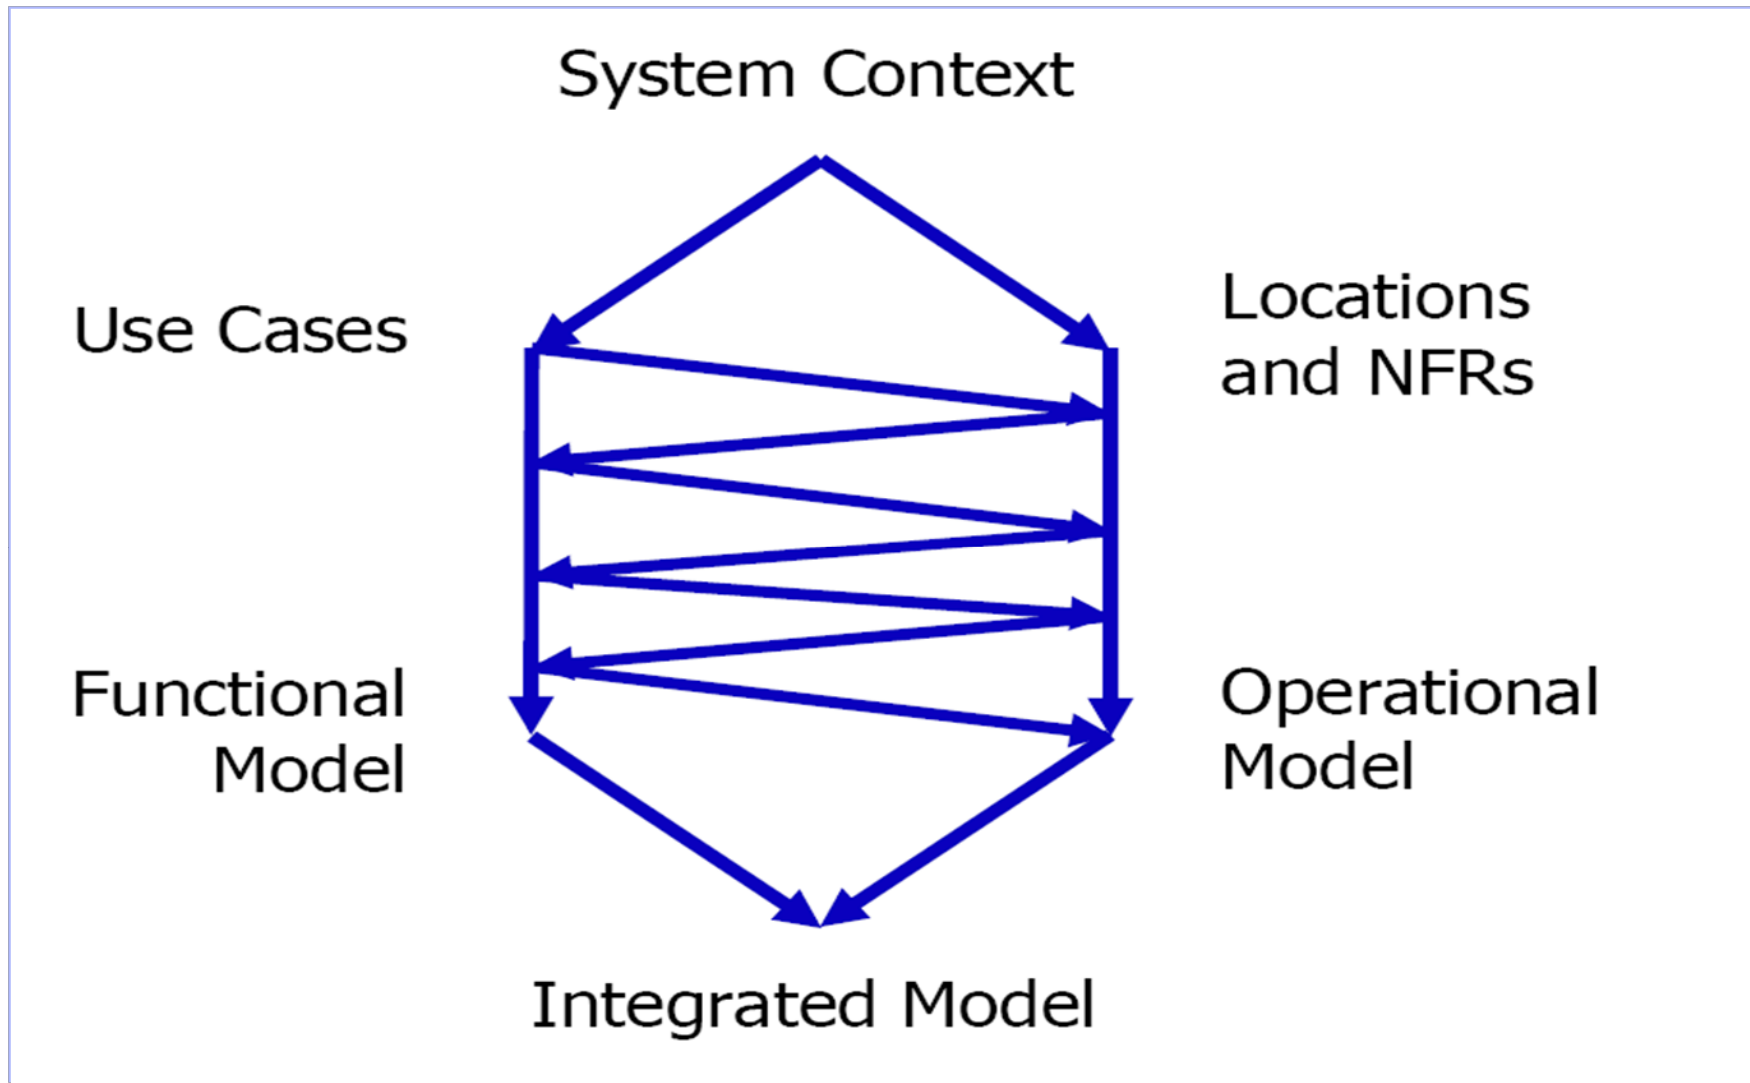 System Context
Use Cases
Locations
and NFRs
Functional
Model
Operational
Model
Integrated Model